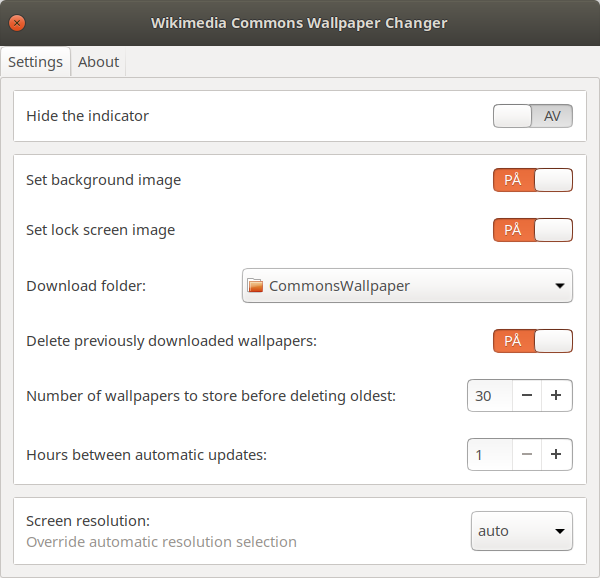 Wikimedia Commons Wallpaper Changer
Settings About
Hide the indicator AV
Set background image PÅ
Set lock screen image PÅ
Download folder: CommonsWallpaper
Delete previously downloaded wallpapers: PÅ
Number of wallpapers to store before deleting oldest: 30 − +
Hours between automatic updates: 1 − +
Screen resolution: auto
Override automatic resolution selection